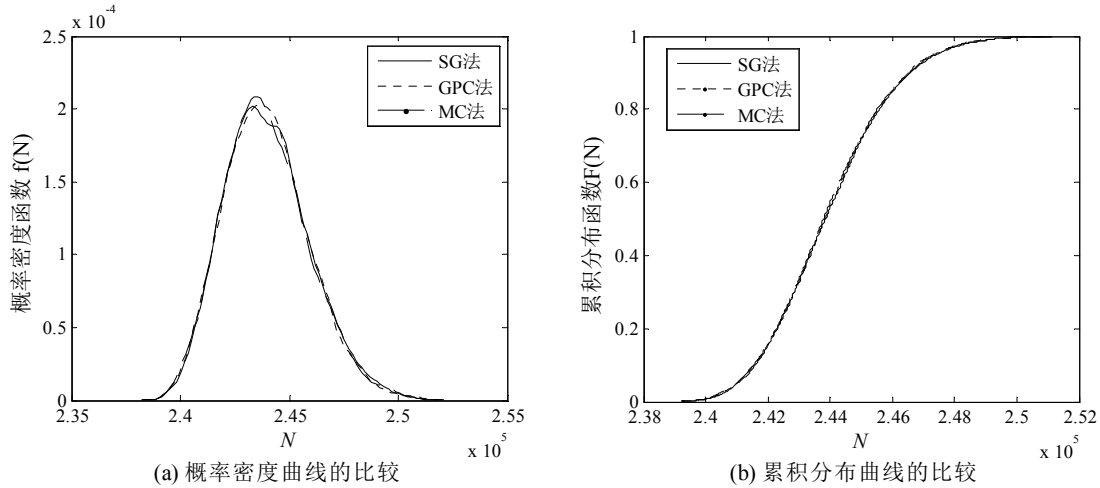 x 10⁻⁴
2.5
2
1.5
1
0.5
0
2.35
2.4
2.45
2.5
2.55
N
x 10⁵
概率密度函数 f(N)
SG法
GPC法
MC法
(a) 概率密度曲线的比较
1
0.8
0.6
0.4
0.2
0
2.38
2.4
2.42
2.44
2.46
2.48
2.5
2.52
N
x 10⁵
累积分布函数F(N)
SG法
GPC法
MC法
(b) 累积分布曲线的比较